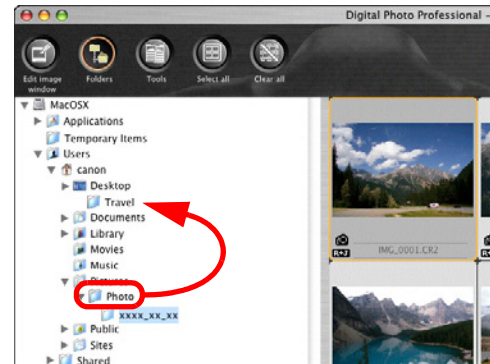 Digital Photo Professional –
Edit image
window
Folders
Tools
Select all
Clear all
MacOSX
Applications
Temporary Items
Users
canon
Desktop
Travel
Documents
Library
Movies
Music
Pictures
Photo
xxxx_xx_xx
Public
Sites
Shared
R+J
IMG_0001.CR2
R+J